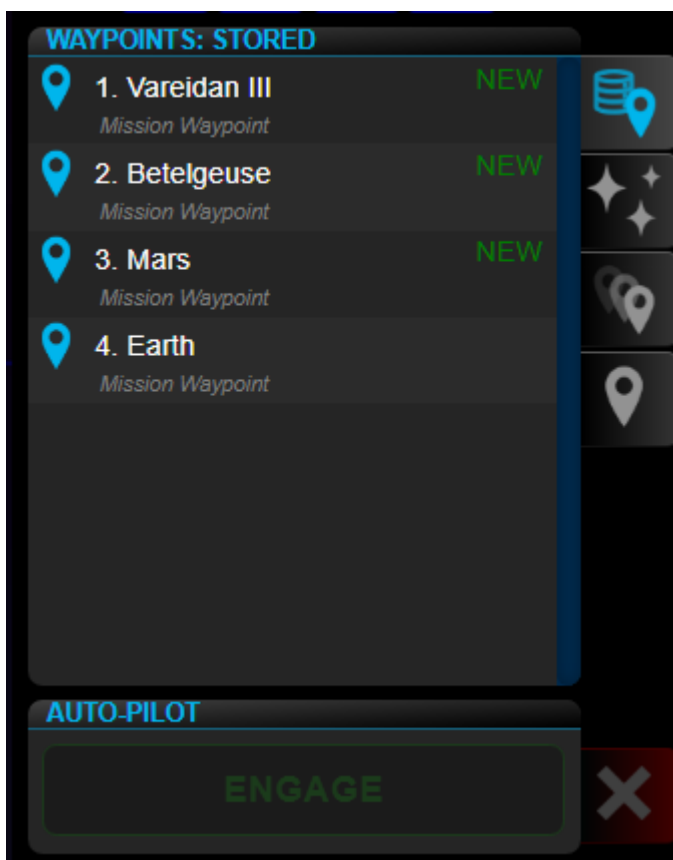 WAYPOINTS: STORED
1. Vareidan III NEW
Mission Waypoint
2. Betelgeuse NEW
Mission Waypoint
3. Mars NEW
Mission Waypoint
4. Earth
Mission Waypoint
AUTO-PILOT
ENGAGE